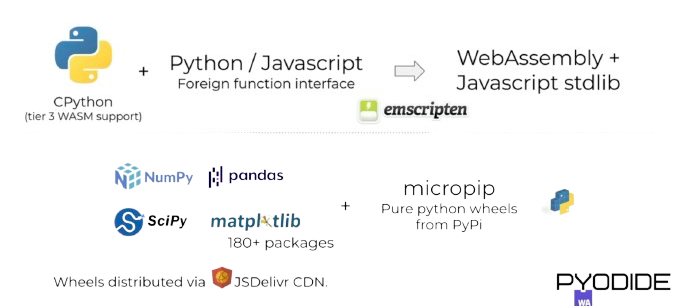 CPython
(tier 3 WASM support)
+
Python / Javascript
Foreign function interface
emscripten
WebAssembly +
Javascript stdlib
NumPy
pandas
SciPy
matplotlib
180+ packages
+
micropip
Pure python wheels
from PyPi
Wheels distributed via JSDelivr CDN.
PYODIDE
WA